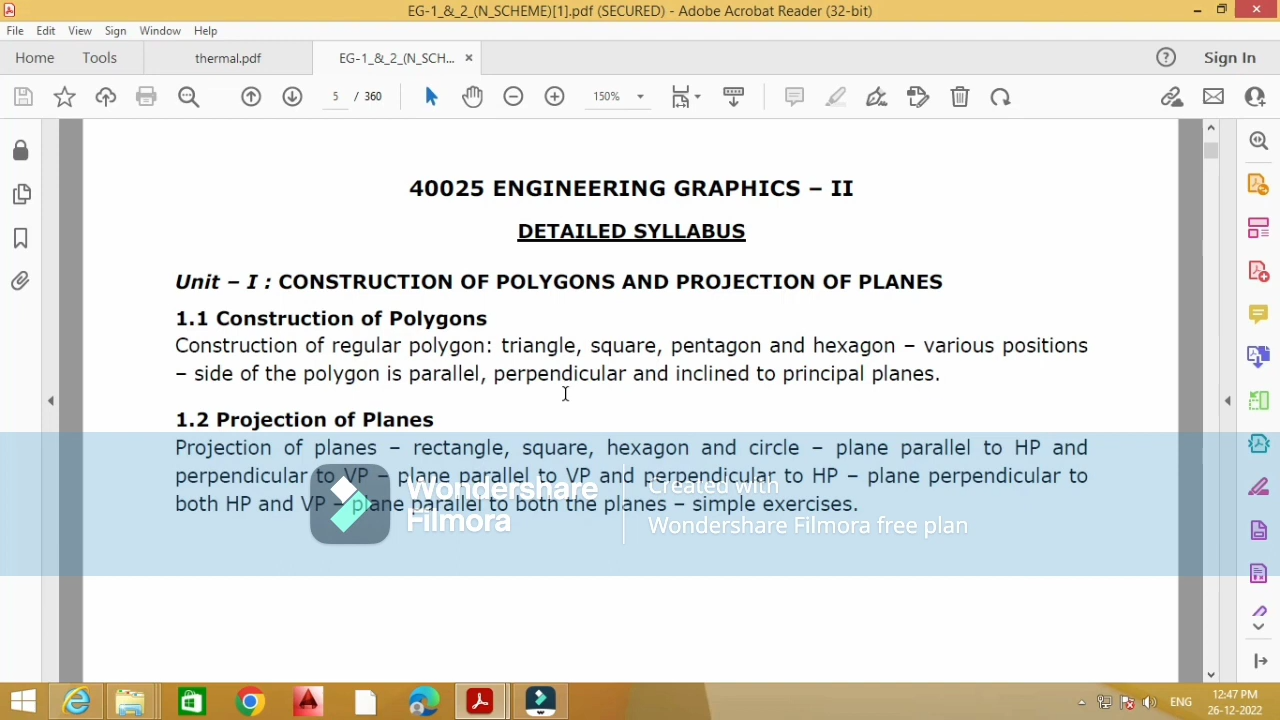 EG-1_&_2_(N_SCHEME)[1].pdf (SECURED) - Adobe Acrobat Reader (32-bit)
File Edit View Sign Window Help
Home Tools thermal.pdf EG-1_&_2_(N_SCH... × Sign In
5 / 360 150%
40025 ENGINEERING GRAPHICS – II
DETAILED SYLLABUS
Unit – I : CONSTRUCTION OF POLYGONS AND PROJECTION OF PLANES
1.1 Construction of Polygons
Construction of regular polygon: triangle, square, pentagon and hexagon – various positions
– side of the polygon is parallel, perpendicular and inclined to principal planes.
1.2 Projection of Planes
Projection of planes – rectangle, square, hexagon and circle – plane parallel to HP and
perpendicular to VP – plane parallel to VP and perpendicular to HP – plane perpendicular to
both HP and VP – plane parallel to both the planes – simple exercises.
Wondershare
Filmora
Created with
Wondershare Filmora free plan
ENG
12:47 PM
26-12-2022